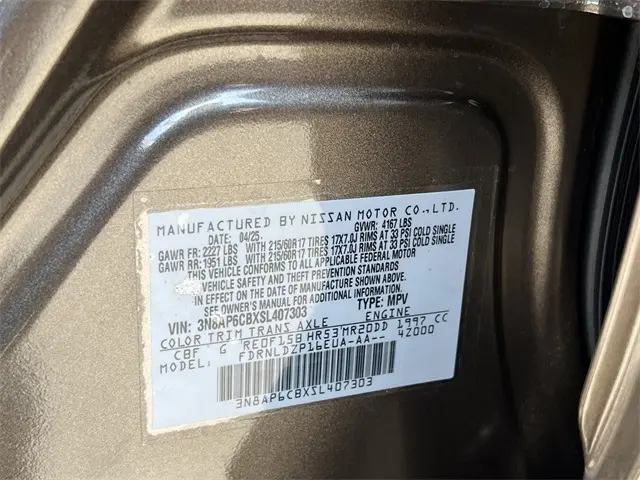 MANUFACTURED BY NISSAN MOTOR CO.,LTD.
DATE: 04/25 GVWR: 4167 LBS
GAWR FR: 2227 LBS WITH 215/60R17 TIRES 17X7.0J RIMS AT 33 PSI COLD SINGLE
GAWR RR: 1951 LBS WITH 215/60R17 TIRES 17X7.0J RIMS AT 33 PSI COLD SINGLE
THIS VEHICLE CONFORMS TO ALL APPLICABLE FEDERAL MOTOR
VEHICLE SAFETY AND THEFT PREVENTION STANDARDS
IN EFFECT ON THE DATE OF MANUFACTURE SHOWN ABOVE.
SEE OWNER'S MANUAL FOR ADDITIONAL INFORMATION.
VIN: 3N8AP6CBXSL407303 TYPE: MPV
COLOR TRIM TRANS AXLE ENGINE
CBF G RE0F15B HR53 MR20DD 1997 CC
MODEL: FDRNLDZP16EUA-AA-- 42000
3N8AP6CBXSL407303